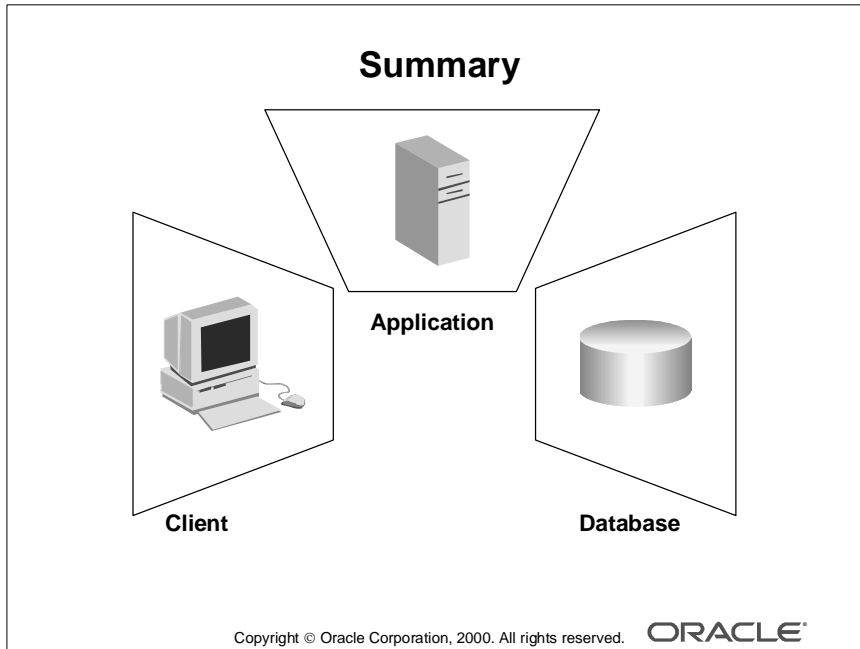 Summary
Application
Client
Database
Copyright © Oracle Corporation, 2000. All rights reserved.
ORACLE®